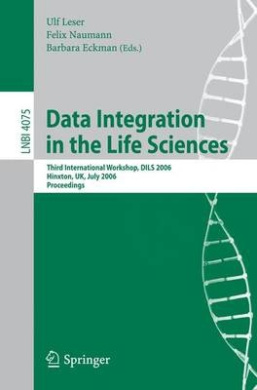 Ulf Leser
Felix Naumann
Barbara Eckman (Eds.)
LNBI 4075
Data Integration
in the Life Sciences
Third International Workshop, DILS 2006
Hinxton, UK, July 2006
Proceedings
Springer